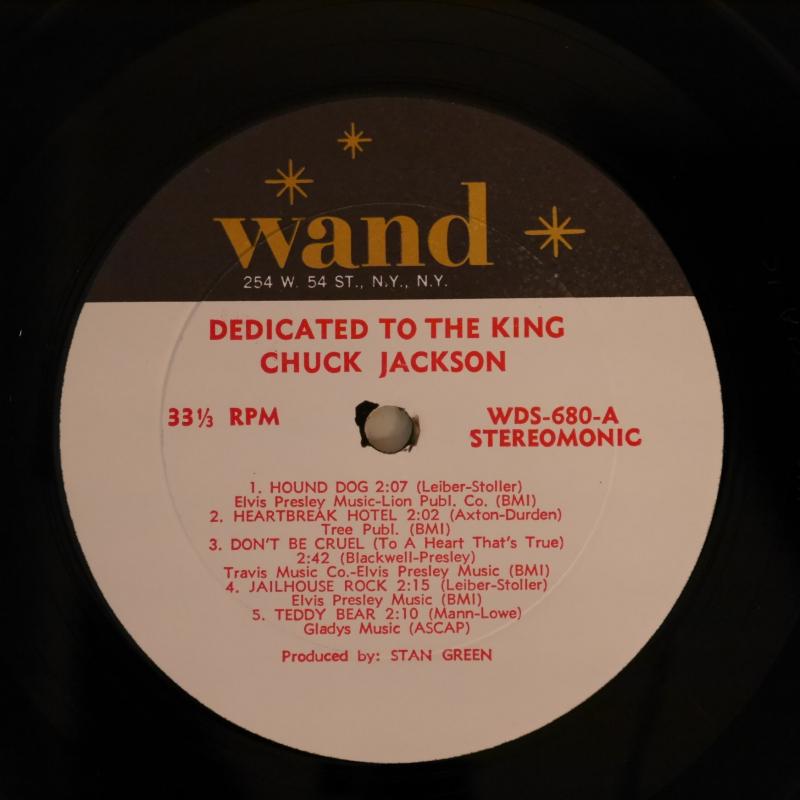 wand
254 W. 54 ST., N.Y., N.Y.
DEDICATED TO THE KING
CHUCK JACKSON
33⅓ RPM
WDS-680-A
STEREOMONIC
1. HOUND DOG 2:07 (Leiber-Stoller)
Elvis Presley Music-Lion Publ. Co. (BMI)
2. HEARTBREAK HOTEL 2:02 (Axton-Durden)
Tree Publ. (BMI)
3. DON'T BE CRUEL (To A Heart That's True)
2:42 (Blackwell-Presley)
Travis Music Co.-Elvis Presley Music (BMI)
4. JAILHOUSE ROCK 2:15 (Leiber-Stoller)
Elvis Presley Music (BMI)
5. TEDDY BEAR 2:10 (Mann-Lowe)
Gladys Music (ASCAP)
Produced by: STAN GREEN